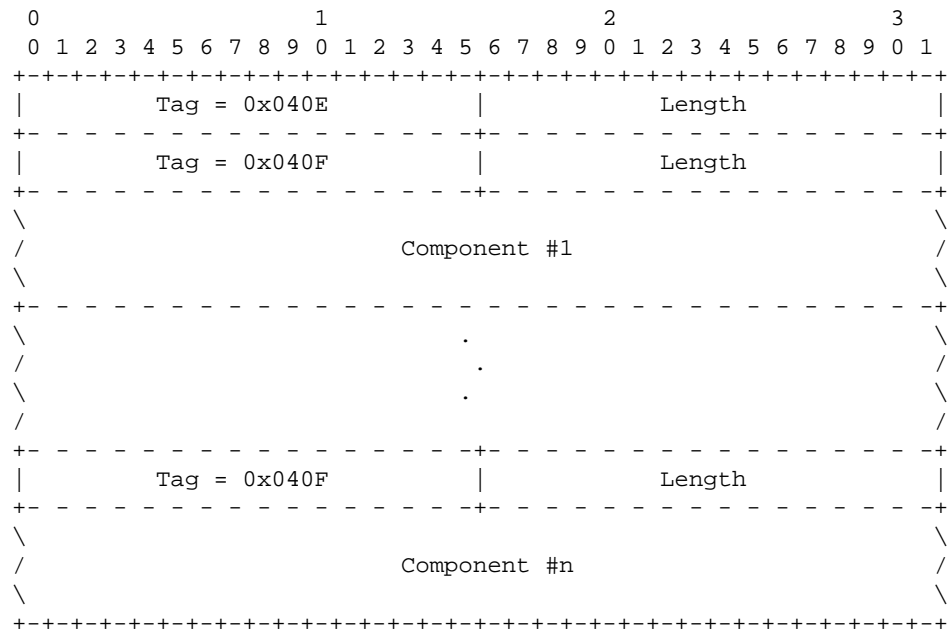 0                   1                   2                   3
 0 1 2 3 4 5 6 7 8 9 0 1 2 3 4 5 6 7 8 9 0 1 2 3 4 5 6 7 8 9 0 1
+-+-+-+-+-+-+-+-+-+-+-+-+-+-+-+-+-+-+-+-+-+-+-+-+-+-+-+-+-+-+-+-+
|         Tag = 0x040E          |            Length             |
+- - - - - - - - - - - - - - - -+- - - - - - - - - - - - - - - -+
|         Tag = 0x040F          |            Length             |
+- - - - - - - - - - - - - - - -+- - - - - - - - - - - - - - - -+
\                                                               \
/                          Component #1                         /
\                                                               \
+- - - - - - - - - - - - - - - - - - - - - - - - - - - - - - - -+
\                               .                               \
/                                .                              /
\                               .                               \
/                                                               /
+- - - - - - - - - - - - - - - -+- - - - - - - - - - - - - - - -+
|         Tag = 0x040F          |            Length             |
+- - - - - - - - - - - - - - - -+- - - - - - - - - - - - - - - -+
\                                                               \
/                          Component #n                         /
\                                                               \
+-+-+-+-+-+-+-+-+-+-+-+-+-+-+-+-+-+-+-+-+-+-+-+-+-+-+-+-+-+-+-+-+